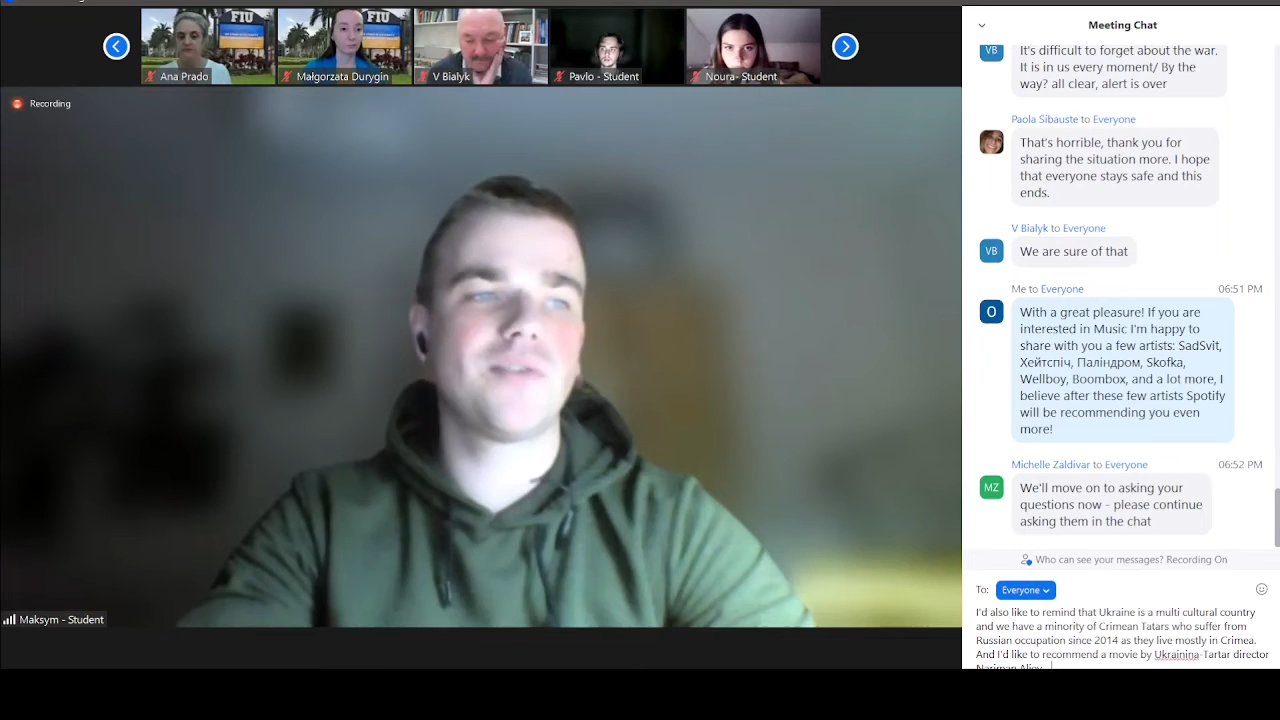 FIU
FIU
Ana Prado
Małgorzata Durygin
V Bialyk
Pavlo - Student
Noura- Student
Recording
Maksym - Student
Meeting Chat
VB
It's difficult to forget about the war.
It is in us every moment/ By the
way? all clear, alert is over
Paola Sibauste to Everyone
That's horrible, thank you for
sharing the situation more. I hope
that everyone stays safe and this
ends.
V Bialyk to Everyone
VB
We are sure of that
Me to Everyone 06:51 PM
O
With a great pleasure! If you are
interested in Music I'm happy to
share with you a few artists: SadSvit,
Хейтспіч, Паліндром, Skofka,
Wellboy, Boombox, and a lot more, I
believe after these few artists Spotify
will be recommending you even
more!
Michelle Zaldivar to Everyone 06:52 PM
MZ
We'll move on to asking your
questions now - please continue
asking them in the chat
Who can see your messages? Recording On
To: Everyone
I'd also like to remind that Ukraine is a multi cultural country
and we have a minority of Crimean Tatars who suffer from
Russian occupation since 2014 as they live mostly in Crimea.
And I'd like to recommend a movie by Ukrainina-Tartar director
Nariman Aliev